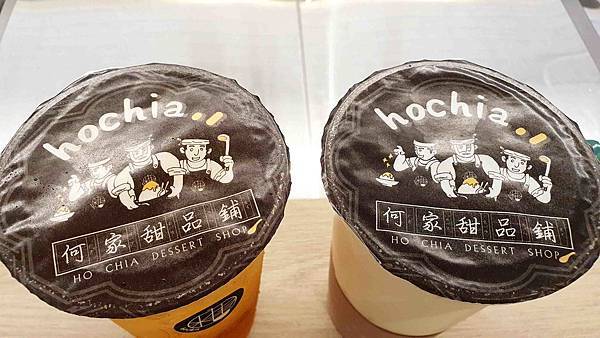 hochia
何家甜品鋪
HO CHIA DESSERT SHOP
hochia
何家甜品鋪
HO CHIA DESSERT SHOP